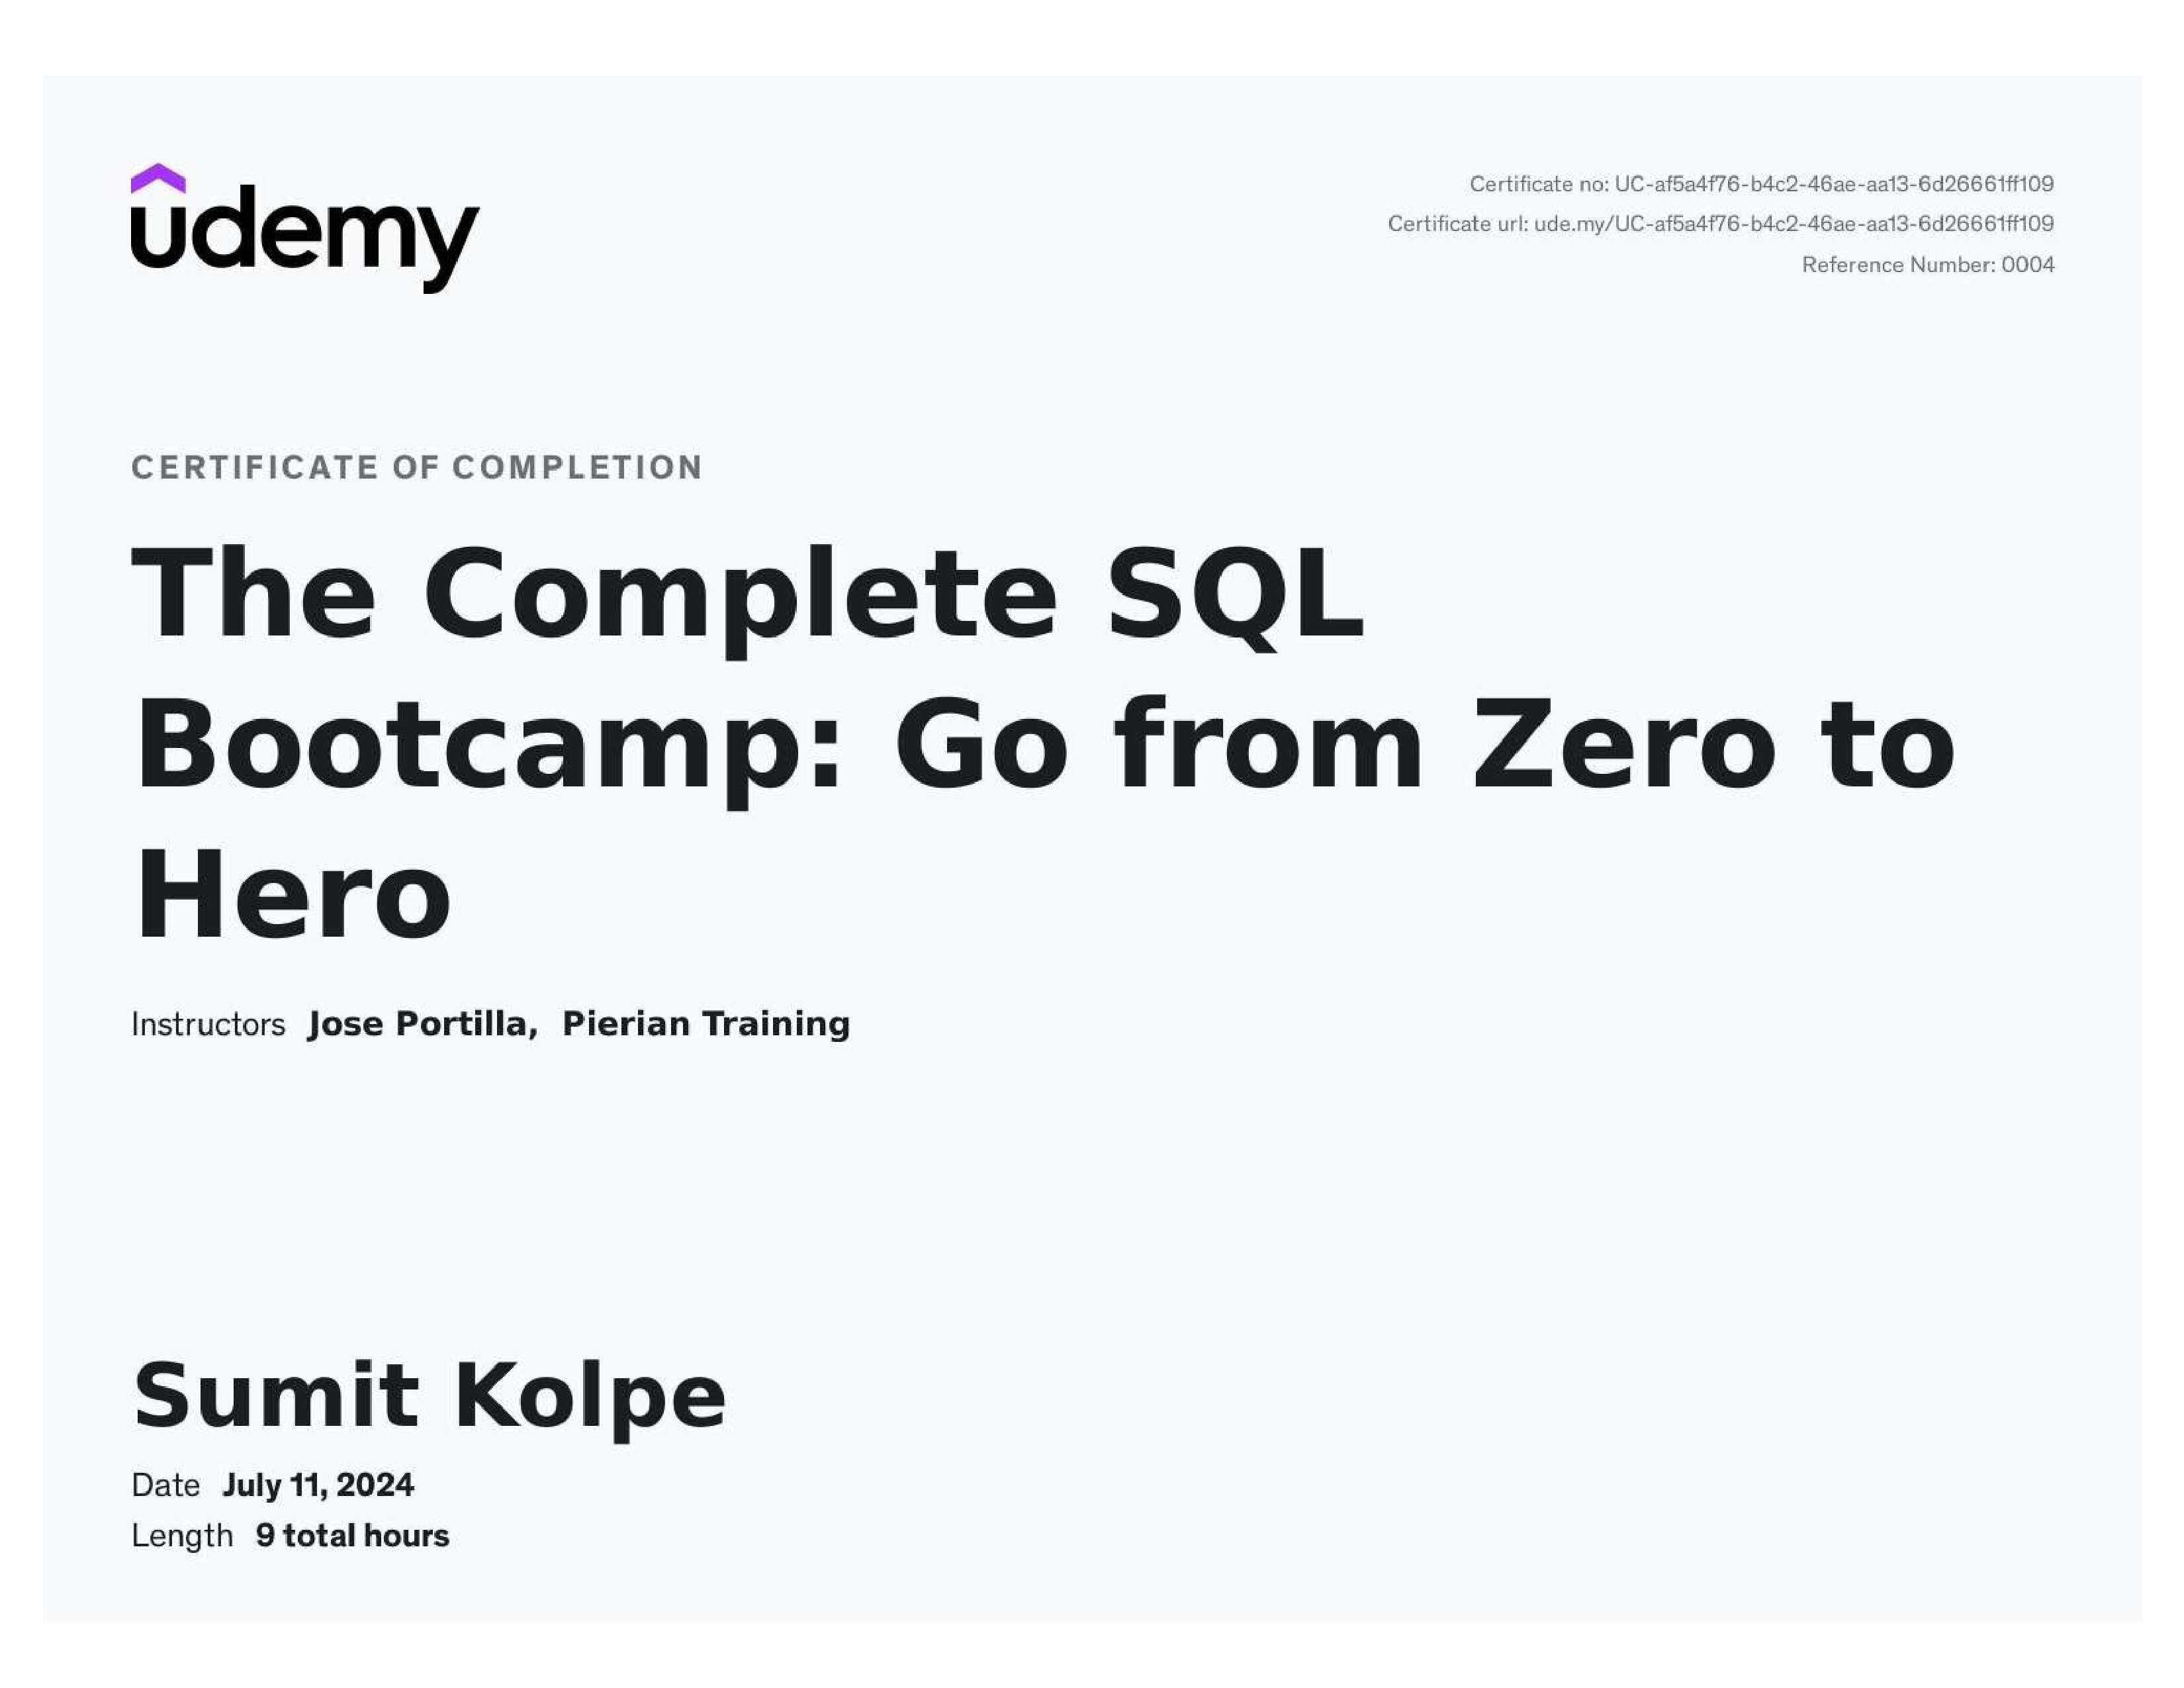 udemy
Certificate no: UC-af5a4f76-b4c2-46ae-aa13-6d26661ff109
Certificate url: ude.my/UC-af5a4f76-b4c2-46ae-aa13-6d26661ff109
Reference Number: 0004
CERTIFICATE OF COMPLETION
The Complete SQL
Bootcamp: Go from Zero to
Hero
Instructors Jose Portilla, Pierian Training
Sumit Kolpe
Date July 11, 2024
Length 9 total hours